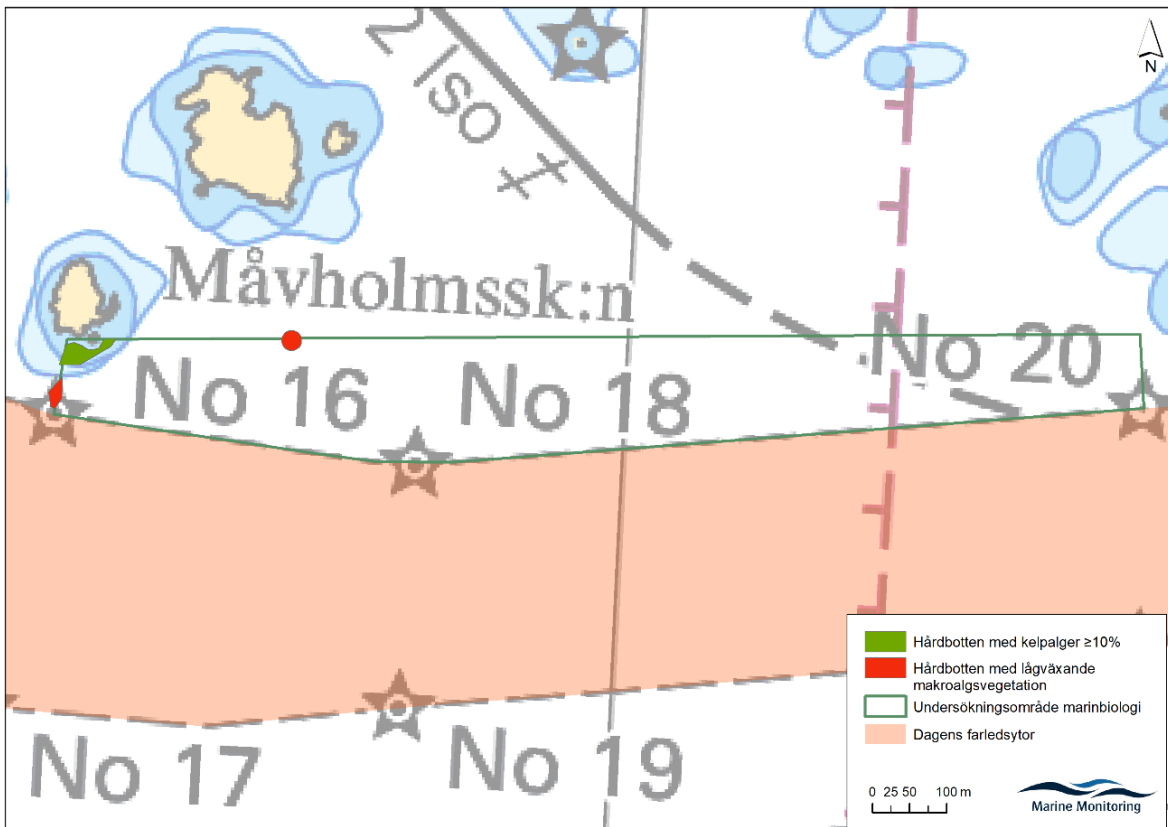 N
2 Iso
Måvholmssk:n
No 16
No 18
No 20
No 17
No 19
Hårdbotten med kelpalger ≥10%
Hårdbotten med lågväxande
makroalgsvegetation
Undersökningsområde marinbiologi
Dagens farledsytor
0 25 50 100 m
Marine Monitoring